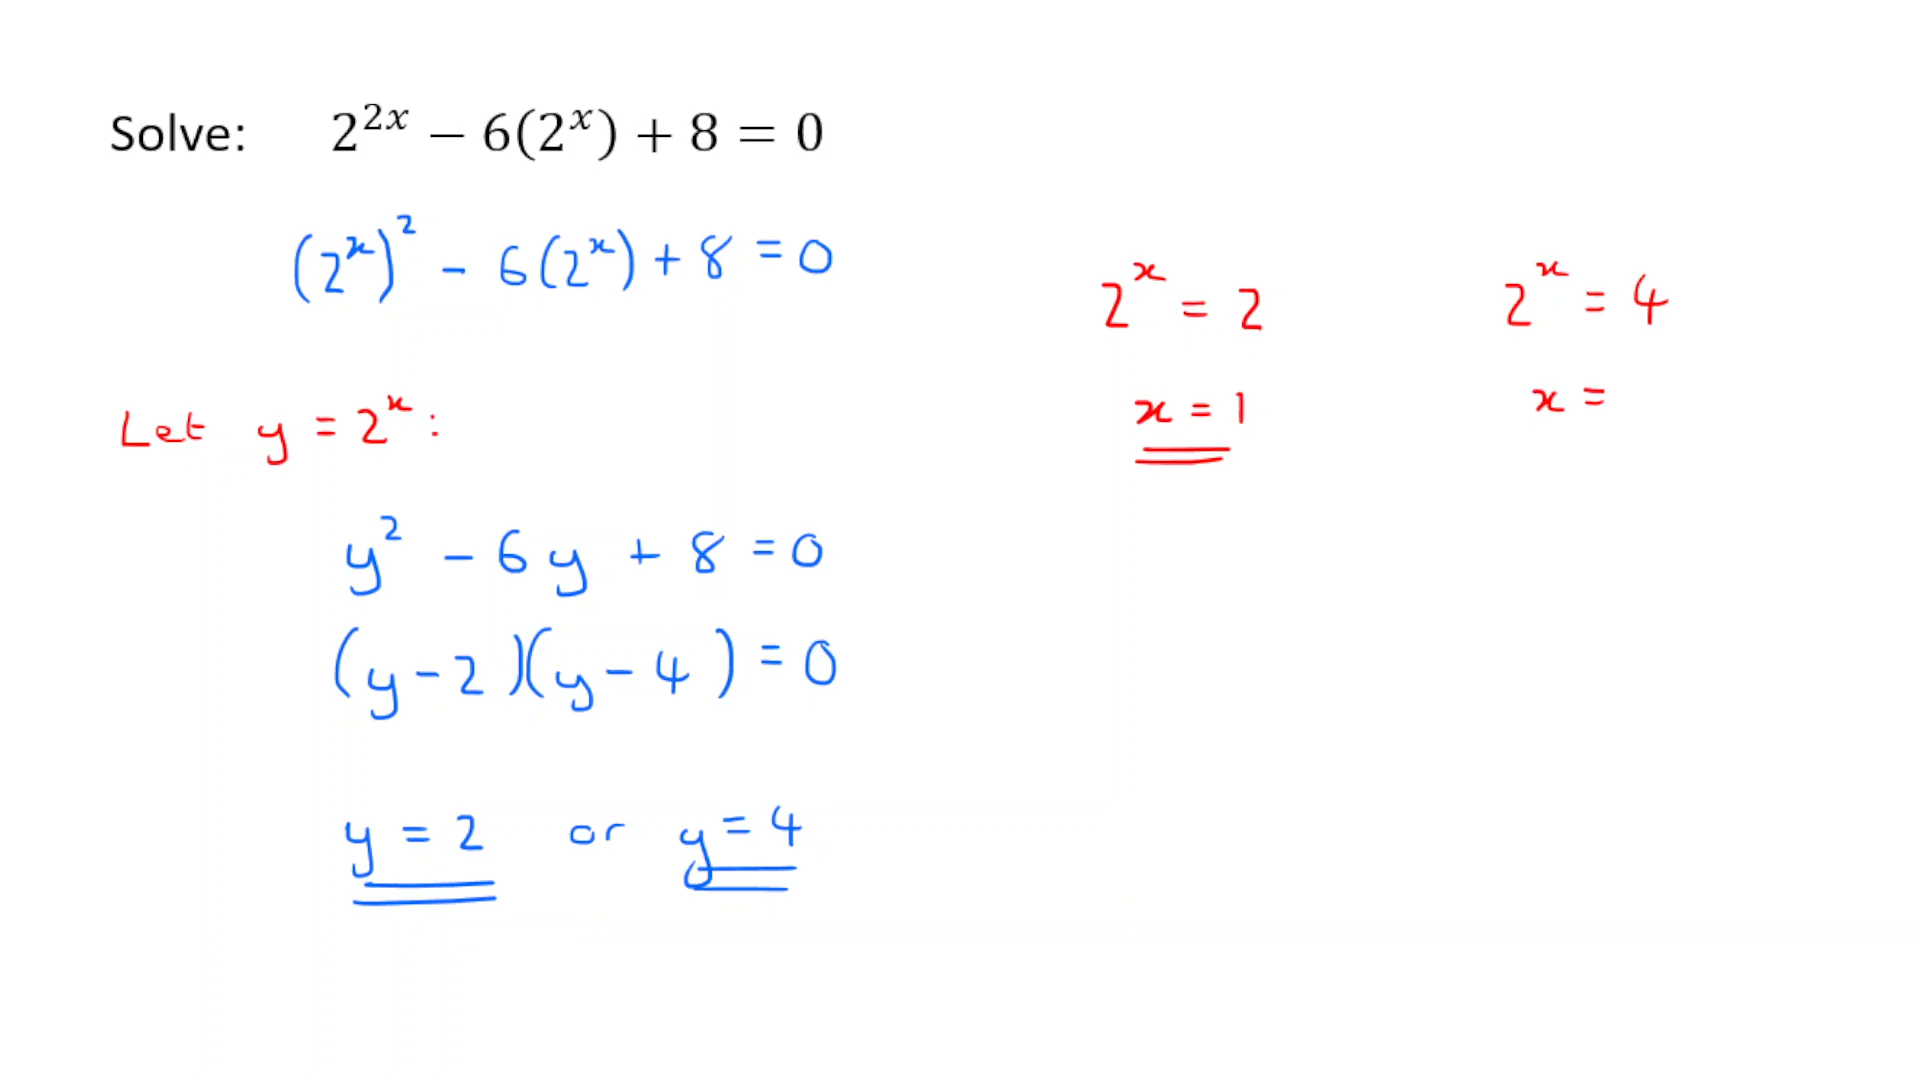 Solve: 2^{2x} − 6(2^x) + 8 = 0
(2^x)^2 - 6(2^x) + 8 = 0
Let y = 2^x :
y^2 - 6y + 8 = 0
(y-2)(y-4) = 0
y = 2 or y = 4
2^x = 2
x = 1
2^x = 4
x =